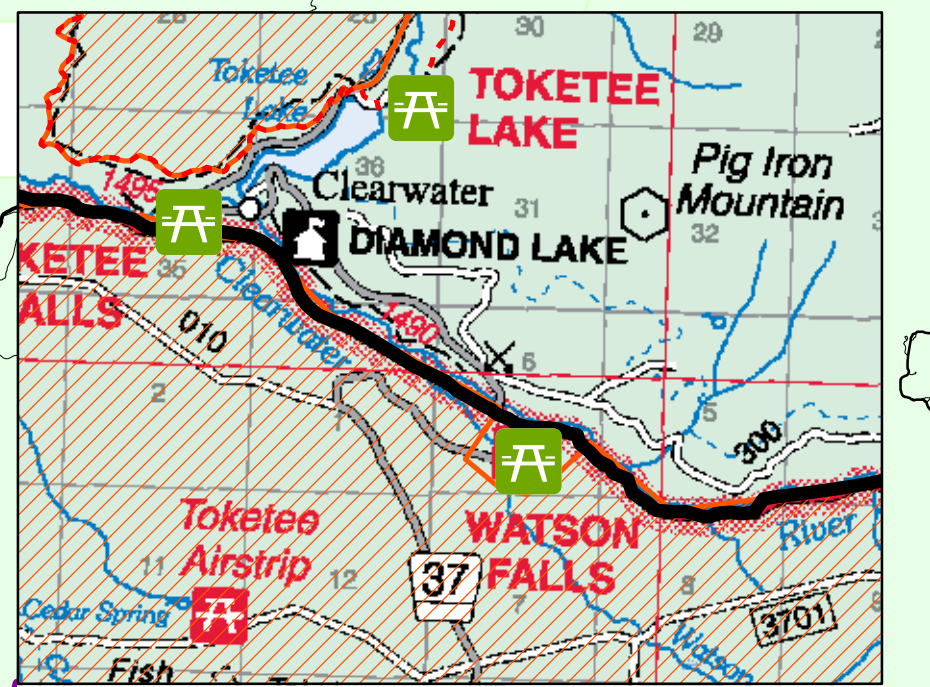 30
29
Toketee
Lake
TOKETEE
LAKE
36
Pig Iron
Mountain
1495
Clearwater
31
32
DIAMOND LAKE
KETEE
ALLS
35
Clearwater
010
1490
6
2
5
300
WATSON
FALLS
River
Toketee
Airstrip
11
12
37
7
8
Cedar Spring
3701
Watson
Fish